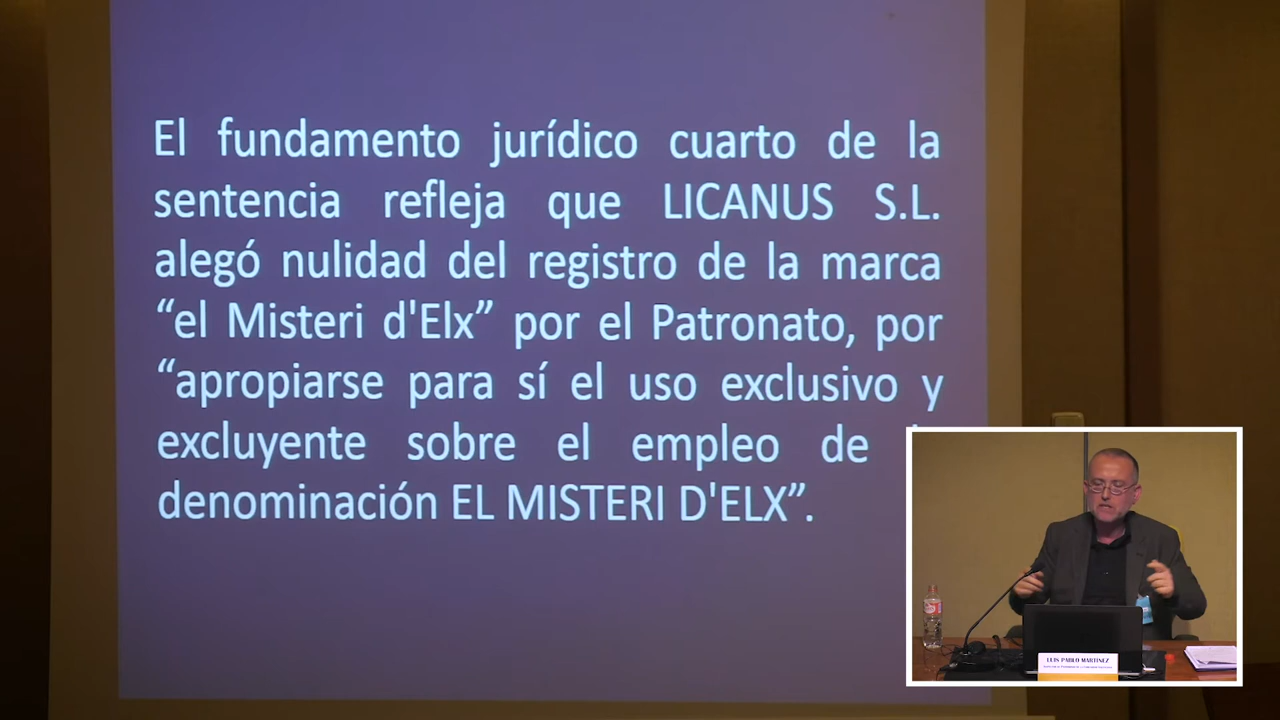 El fundamento jurídico cuarto de la
sentencia refleja que LICANUS S.L.
alegó nulidad del registro de la marca
“el Misteri d'Elx” por el Patronato, por
“apropiarse para sí el uso exclusivo y
excluyente sobre el empleo de
denominación EL MISTERI D'ELX”.
LUIS PABLO MARTÍNEZ